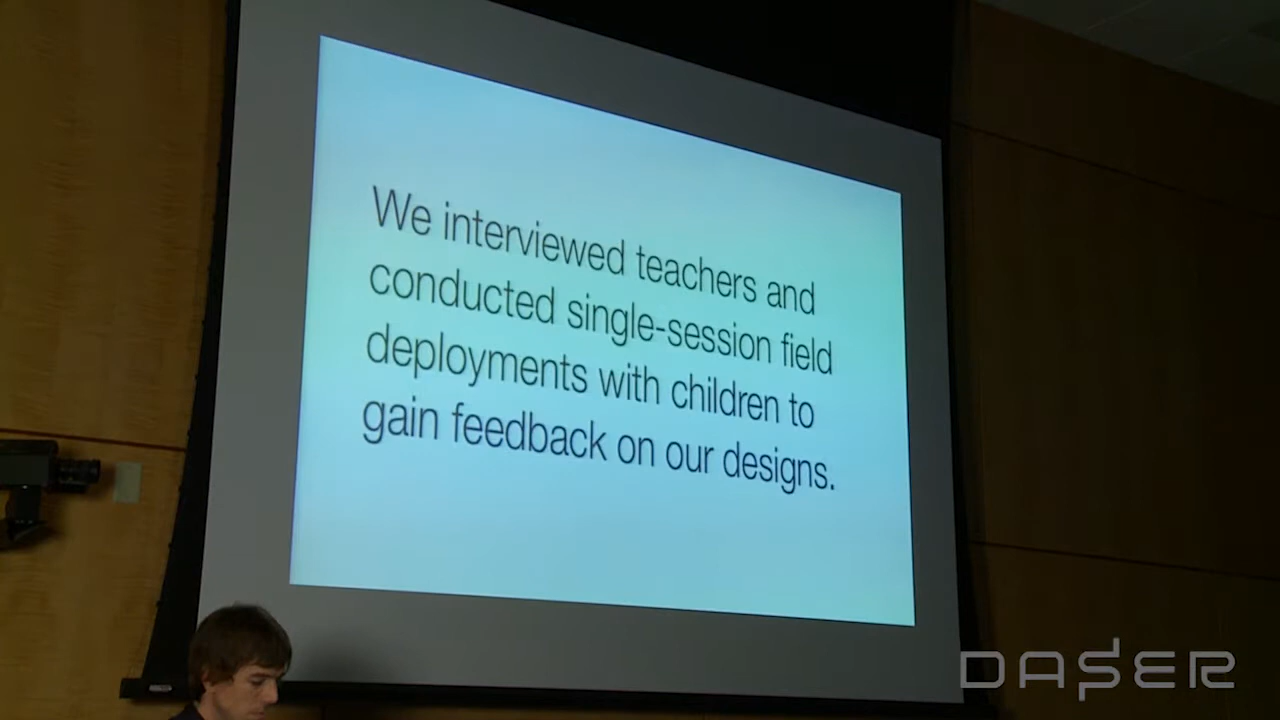 We interviewed teachers and
conducted single-session field
deployments with children to
gain feedback on our designs.
DASER